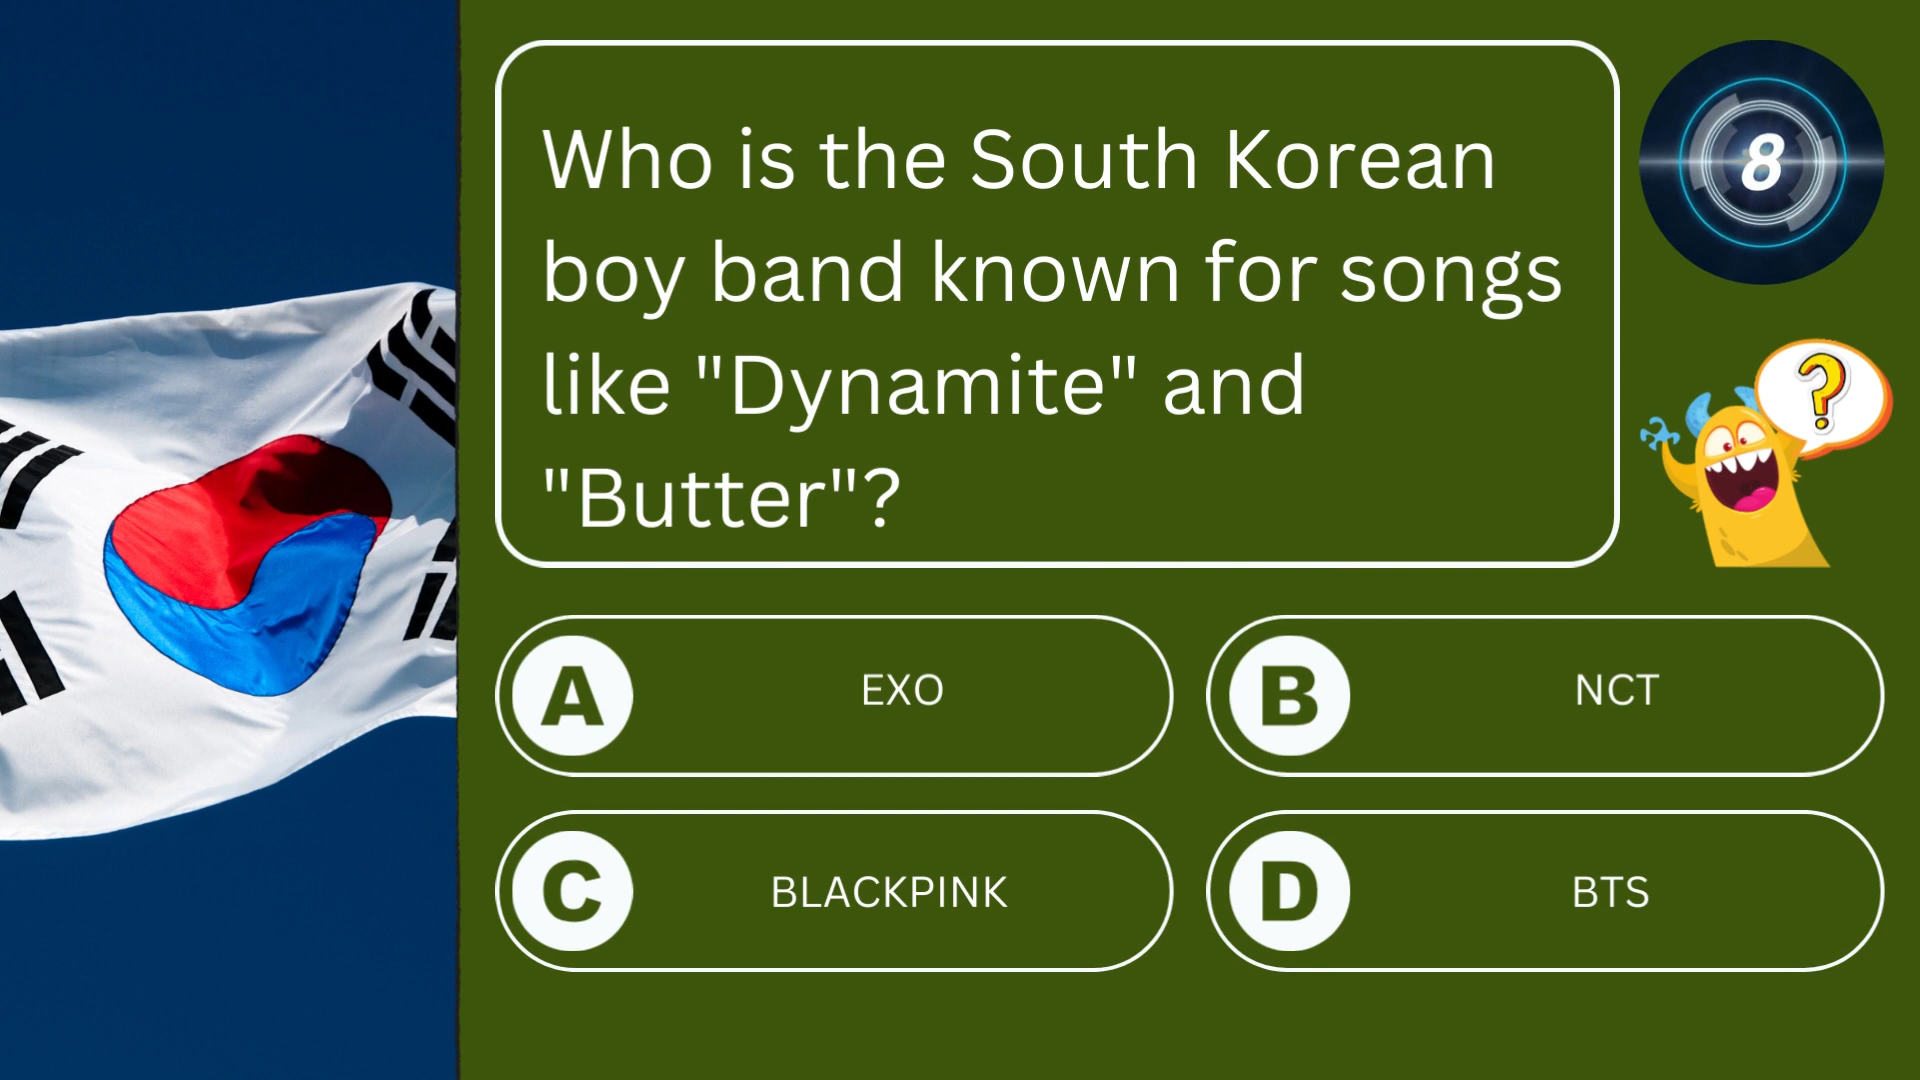 Who is the South Korean
boy band known for songs
like "Dynamite" and
"Butter"?
8
?
A EXO
B NCT
C BLACKPINK
D BTS